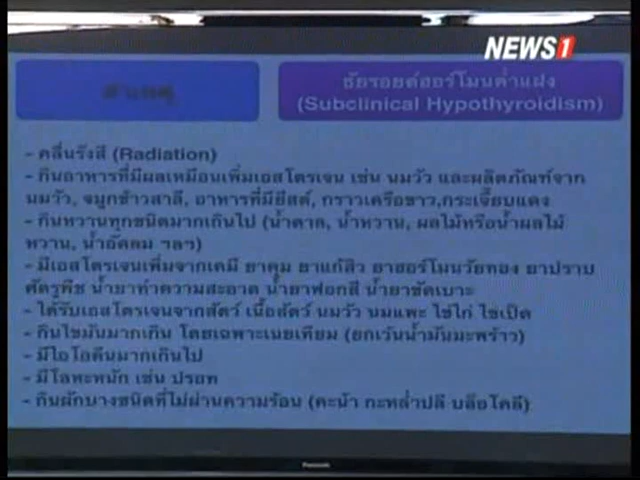 NEWS1
สาเหตุ
ธัยรอยด์ฮอร์โมนต่ำแฝง
(Subclinical Hypothyroidism)
- คลื่นรังสี (Radiation)
- กินอาหารที่มีผลเหมือนเพิ่มเอสโตรเจน เช่น นมวัว และผลิตภัณฑ์จาก
นมวัว, จมูกข้าวสาลี, อาหารที่มียีสต์, กราวเครือขาว,กระเจี๊ยบแดง
- กินหวานทุกชนิดมากเกินไป (น้ำตาล, น้ำหวาน, ผลไม้หรือน้ำผลไม้
หวาน, น้ำอัดลม ฯลฯ)
- มีเอสโตรเจนเพิ่มจากเคมี ยาคุม ยาแก้สิว ยาฮอร์โมนวัยทอง ยาปราบ
ศัตรูพืช น้ำยาทำความสะอาด น้ำยาฟอกสี น้ำยาขัดเบาะ
- ได้รับเอสโตรเจนจากสัตว์ เนื้อสัตว์ นมวัว นมแพะ ไข่ไก่ ไข่เป็ด
- กินไขมันมากเกิน โดยเฉพาะเนยเทียม (ยกเว้นน้ำมันมะพร้าว)
- มีไอโอดีนมากเกินไป
- มีโลหะหนัก เช่น ปรอท
- กินผักบางชนิดที่ไม่ผ่านความร้อน (คะน้า กะหล่ำปลี บล็อโคลี)
Panasonic